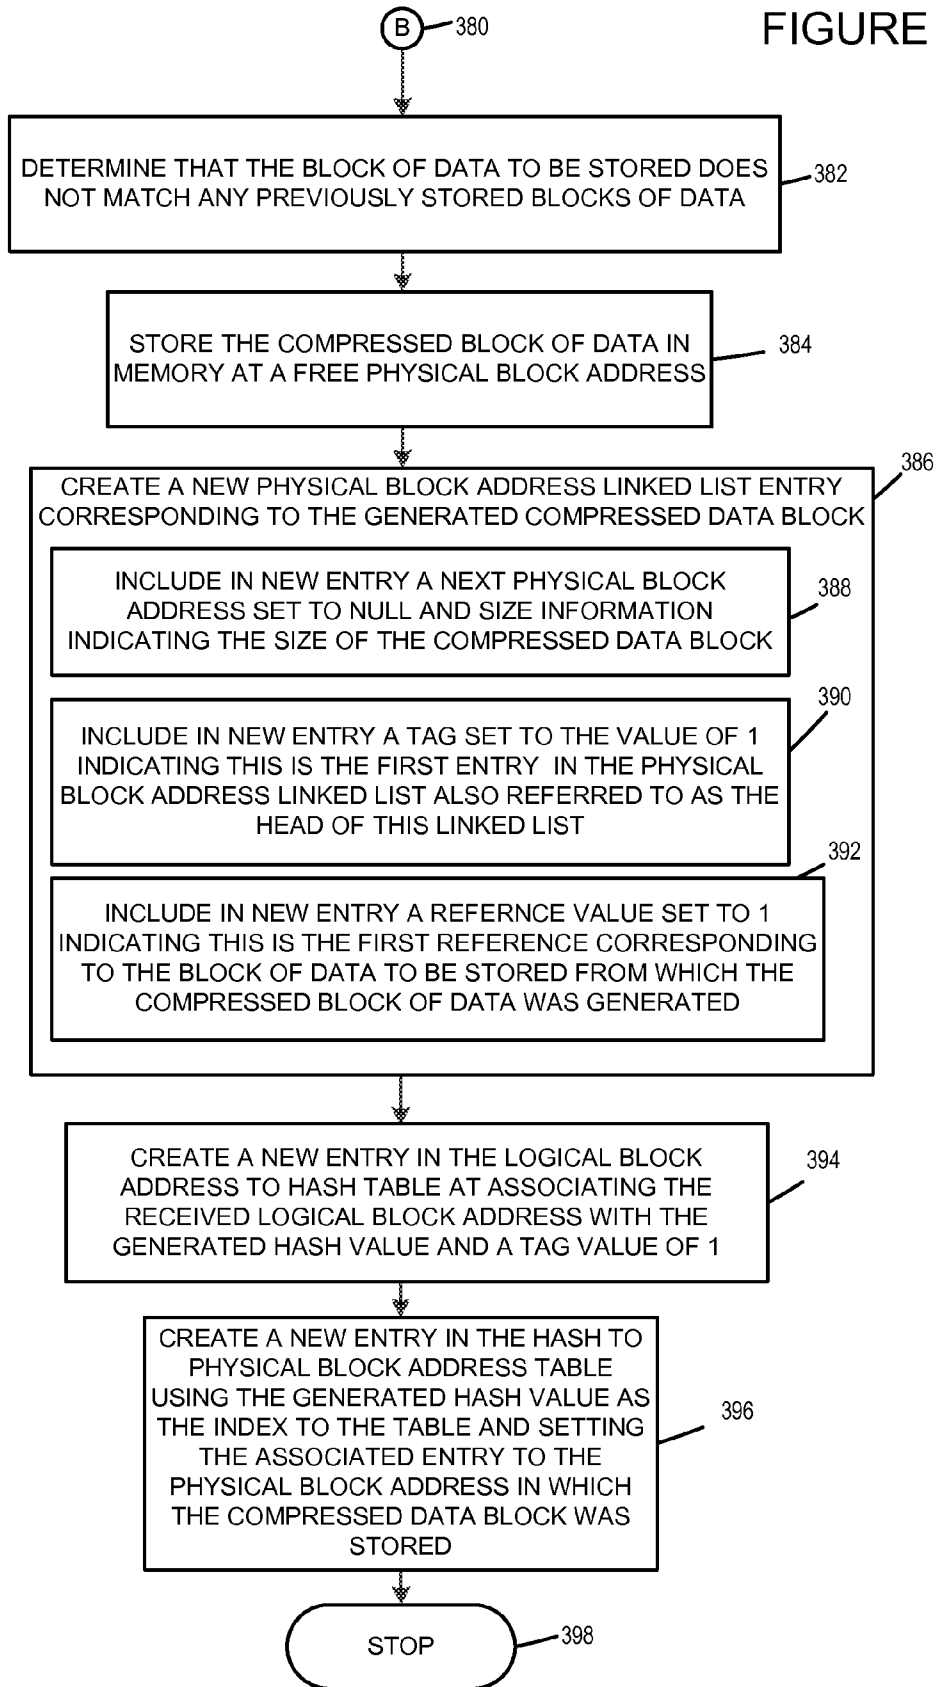 B
380
FIGURE
DETERMINE THAT THE BLOCK OF DATA TO BE STORED DOES
NOT MATCH ANY PREVIOUSLY STORED BLOCKS OF DATA
382
STORE THE COMPRESSED BLOCK OF DATA IN
MEMORY AT A FREE PHYSICAL BLOCK ADDRESS
384
386
CREATE A NEW PHYSICAL BLOCK ADDRESS LINKED LIST ENTRY
CORRESPONDING TO THE GENERATED COMPRESSED DATA BLOCK
INCLUDE IN NEW ENTRY A NEXT PHYSICAL BLOCK
ADDRESS SET TO NULL AND SIZE INFORMATION
INDICATING THE SIZE OF THE COMPRESSED DATA BLOCK
388
390
INCLUDE IN NEW ENTRY A TAG SET TO THE VALUE OF 1
INDICATING THIS IS THE FIRST ENTRY IN THE PHYSICAL
BLOCK ADDRESS LINKED LIST ALSO REFERRED TO AS THE
HEAD OF THIS LINKED LIST
392
INCLUDE IN NEW ENTRY A REFERNCE VALUE SET TO 1
INDICATING THIS IS THE FIRST REFERENCE CORRESPONDING
TO THE BLOCK OF DATA TO BE STORED FROM WHICH THE
COMPRESSED BLOCK OF DATA WAS GENERATED
CREATE A NEW ENTRY IN THE LOGICAL BLOCK
ADDRESS TO HASH TABLE AT ASSOCIATING THE
RECEIVED LOGICAL BLOCK ADDRESS WITH THE
GENERATED HASH VALUE AND A TAG VALUE OF 1
394
CREATE A NEW ENTRY IN THE HASH TO
PHYSICAL BLOCK ADDRESS TABLE
USING THE GENERATED HASH VALUE AS
THE INDEX TO THE TABLE AND SETTING
THE ASSOCIATED ENTRY TO THE
PHYSICAL BLOCK ADDRESS IN WHICH
THE COMPRESSED DATA BLOCK WAS
STORED
396
STOP
398